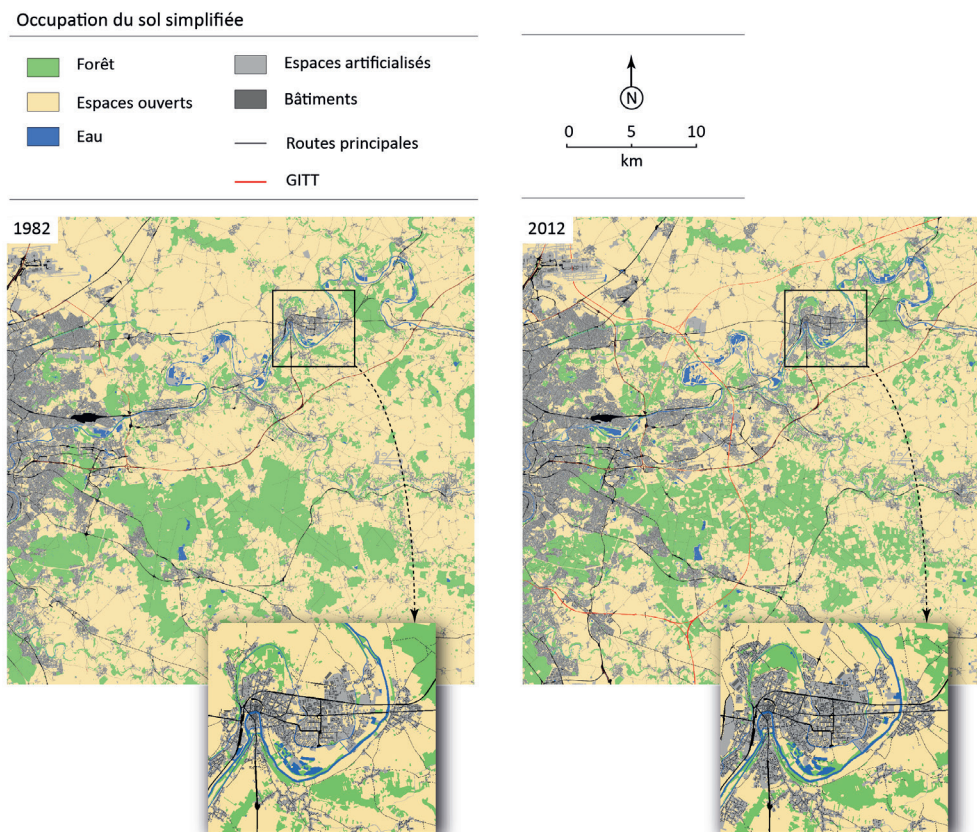 Occupation du sol simplifiée
Forêt
Espaces ouverts
Eau
Espaces artificialisés
Bâtiments
Routes principales
GITT
N
0 5 10
km
1982
2012